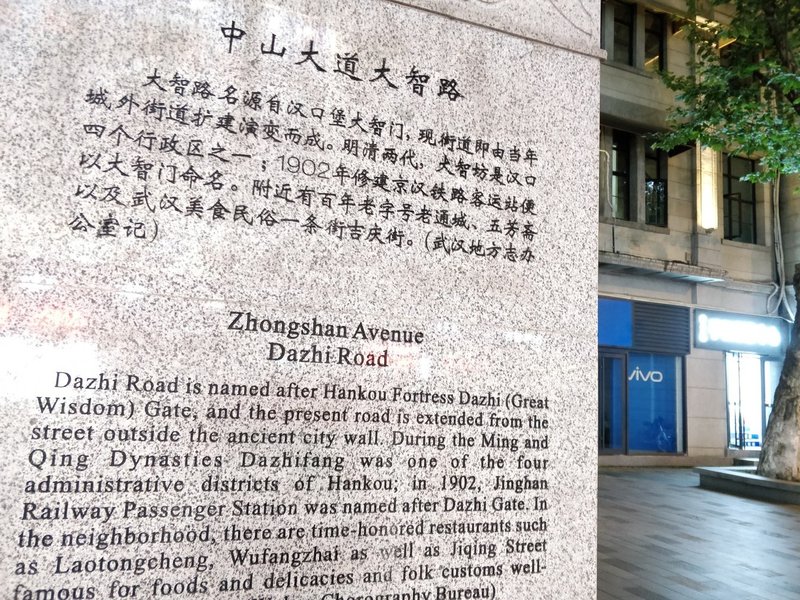 中山大道大智路
大智路名源自汉口堡大智门,现街道即由当年
城外街道扩建演变而成。明清两代,大智坊是汉口
四个行政区之一;1902年修建京汉铁路客运站便
以大智门命名。附近有百年老字号老通城、五芳斋
以及武汉美食民俗一条街吉庆街。(武汉地方志办
公室记)
Zhongshan Avenue
Dazhi Road
Dazhi Road is named after Hankou Fortress Dazhi (Great
Wisdom) Gate, and the present road is extended from the
street outside the ancient city wall. During the Ming and
Qing Dynasties Dazhifang was one of the four
administrative districts of Hankou; in 1902, Jinghan
Railway Passenger Station was named after Dazhi Gate. In
the neighborhood, there are time-honored restaurants such
as Laotongcheng, Wufangzhai as well as Jiqing Street
famous for foods and delicacies and folk customs well-
Chorography Bureau)
vivo